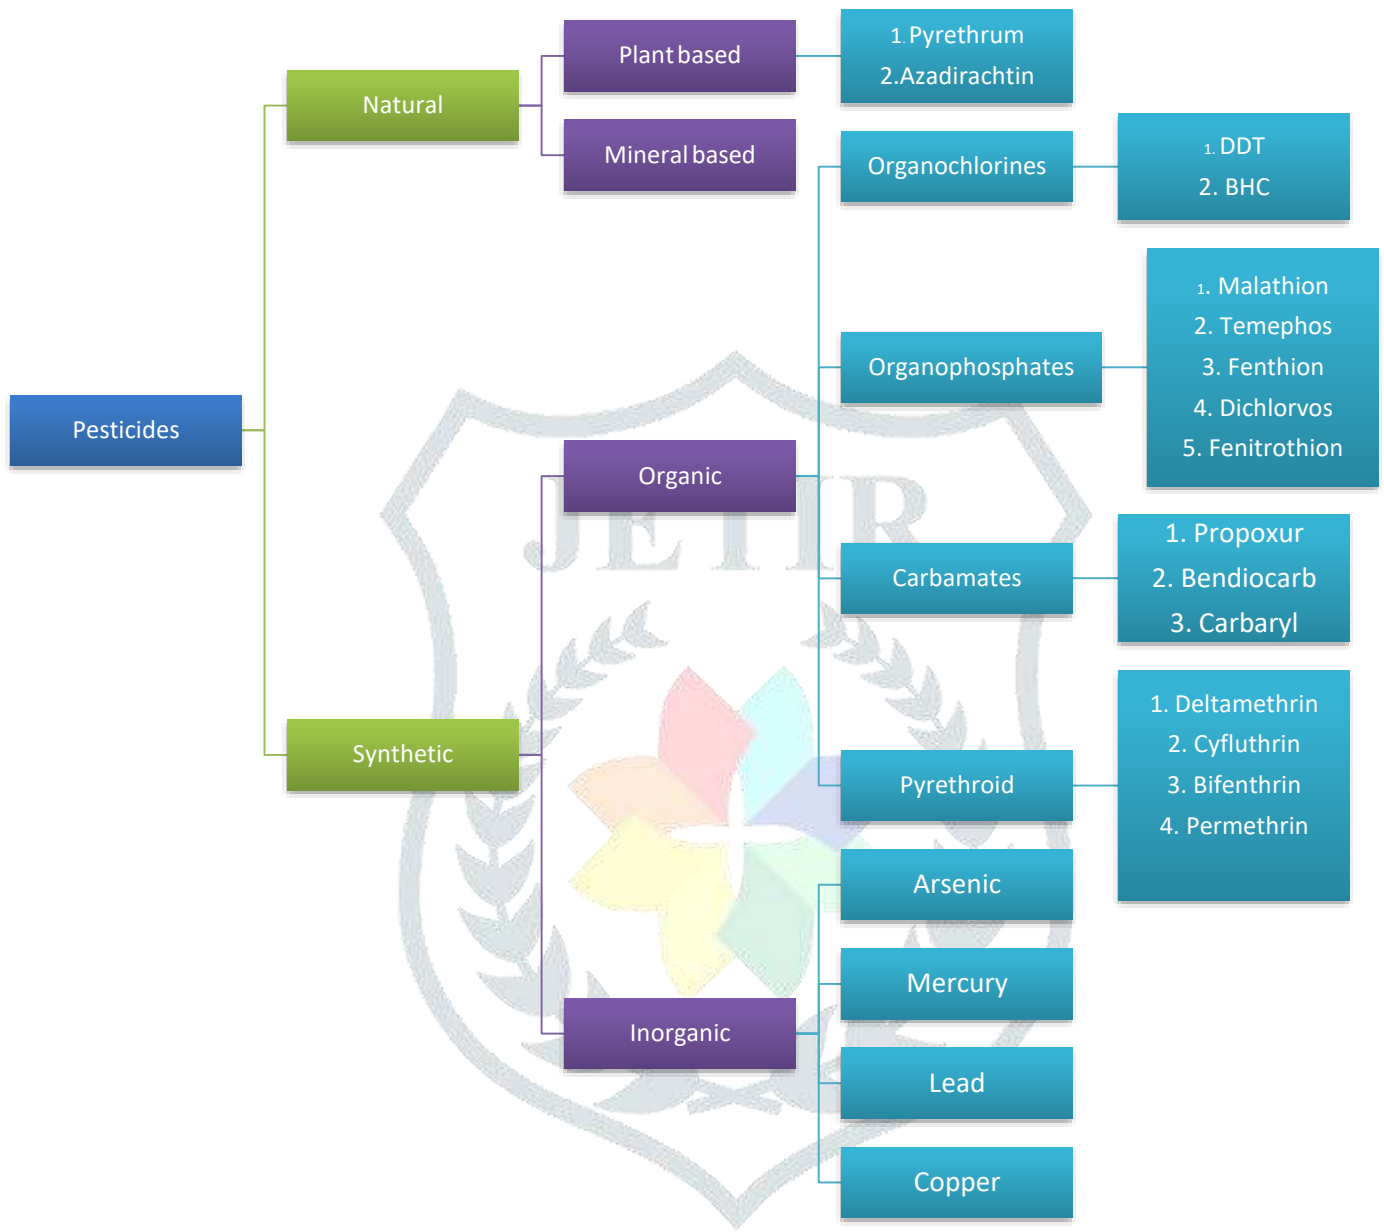 Pesticides
Natural
Plant based
1. Pyrethrum
2.Azadirachtin
Mineral based
Synthetic
Organic
Organochlorines
1. DDT
2. BHC
Organophosphates
1. Malathion
2. Temephos
3. Fenthion
4. Dichlorvos
5. Fenitrothion
Carbamates
1. Propoxur
2. Bendiocarb
3. Carbaryl
Pyrethroid
1. Deltamethrin
2. Cyfluthrin
3. Bifenthrin
4. Permethrin
Inorganic
Arsenic
Mercury
Lead
Copper
JETIR